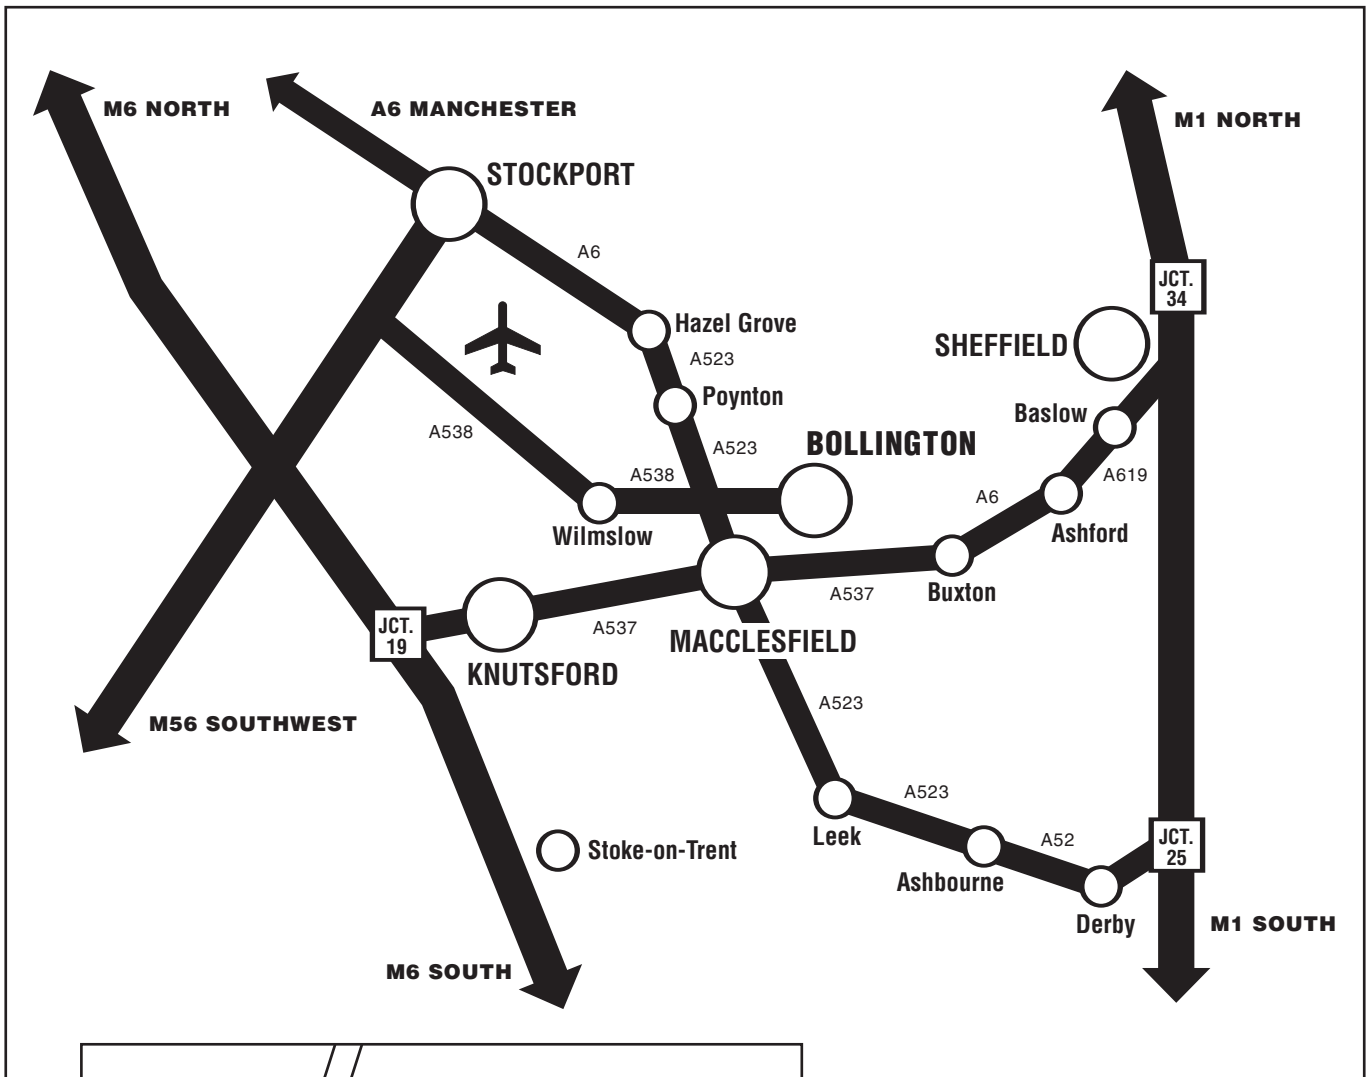 M6 NORTH
A6 MANCHESTER
M1 NORTH
STOCKPORT
A6
JCT.
34
Hazel Grove
SHEFFIELD
A523
Poynton
Baslow
A538
A523
BOLLINGTON
A538
A619
A6
Wilmslow
Ashford
A537
Buxton
JCT.
19
A537
MACCLESFIELD
KNUTSFORD
A523
M56 SOUTHWEST
A523
Leek
A52
JCT.
25
Stoke-on-Trent
Ashbourne
Derby
M1 SOUTH
M6 SOUTH